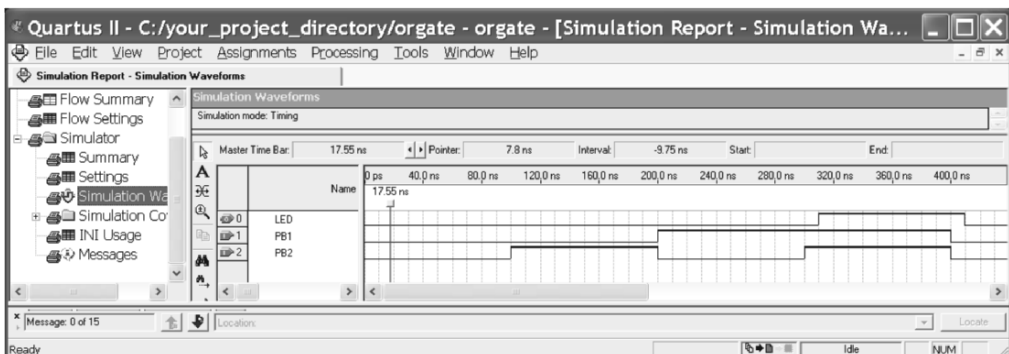 Quartus II - C:/your_project_directory/orgate - orgate - [Simulation Report - Simulation Wa...
File Edit View Project Assignments Processing Tools Window Help
Simulation Report - Simulation Waveforms
Flow Summary
Flow Settings
Simulator
Summary
Settings
Simulation Wa
Simulation Co
INI Usage
Messages
Simulation Waveforms
Simulation mode: Timing
Master Time Bar: 17.55 ns Pointer: 7.8 ns Interval: -9.75 ns Start: End:
A
Name
0 ps 40.0 ns 80.0 ns 120.0 ns 160.0 ns 200.0 ns 240.0 ns 280.0 ns 320.0 ns 360.0 ns 400.0 ns
17.55 ns
0 LED
1 PB1
2 PB2
Message: 0 of 15 Location: Locate
Ready Idle NUM